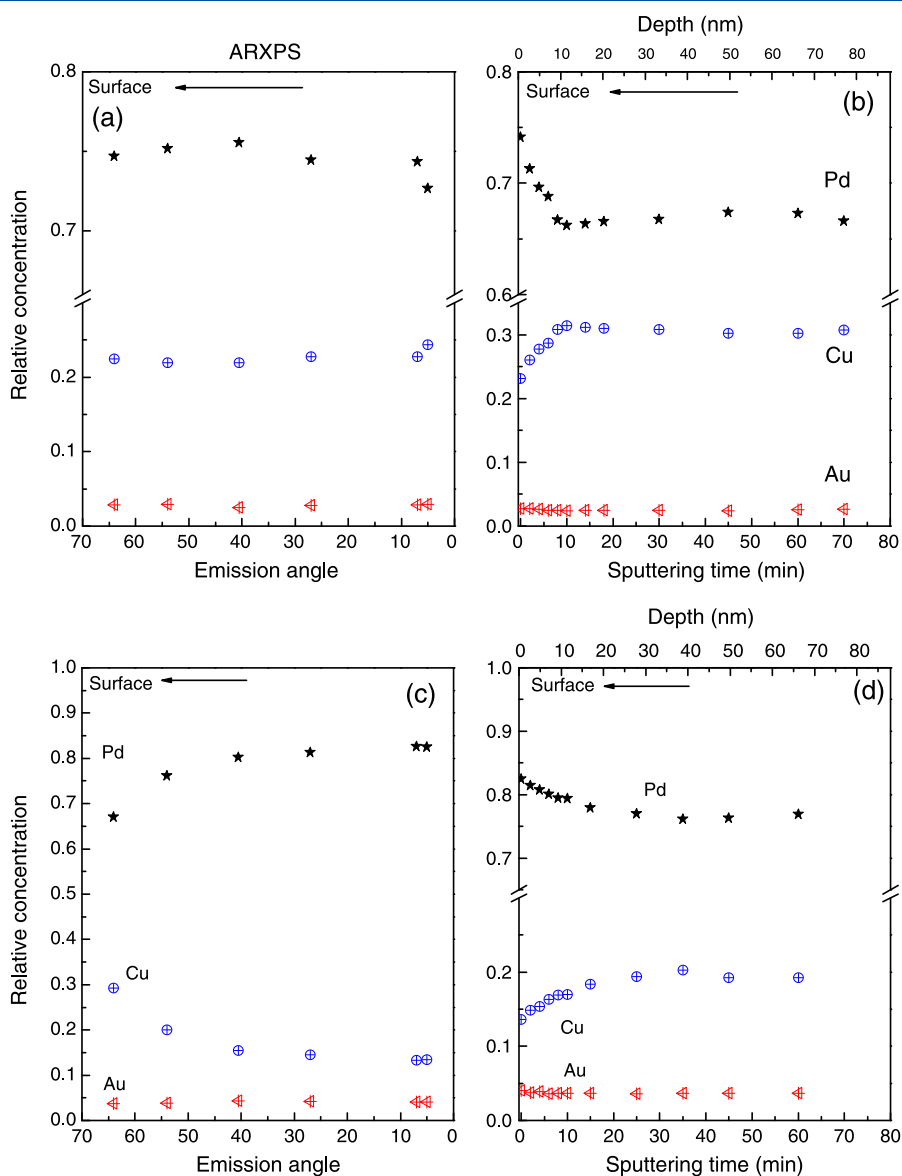 Depth (nm)
ARXPS
0 10 20 30 40 50 60 70 80
0.8 0.8
Surface Surface
(a) (b)
Pd
0.7 0.7
0.6
Relative concentration
0.3
Cu
0.2 0.2
Au
0.1 0.1
0.0 0.0
70 60 50 40 30 20 10 0 0 10 20 30 40 50 60 70 80
Emission angle Sputtering time (min)
Depth (nm)
0 10 20 30 40 50 60 70 80
1.0 1.0
Surface (c) Surface (d)
0.9 0.9
Pd Pd
0.8 0.8
0.7 0.7
0.6
0.5
Relative concentration
0.4
0.3
Cu
0.2 0.2
Cu
0.1 0.1
Au Au
0.0 0.0
70 60 50 40 30 20 10 0 0 10 20 30 40 50 60 70 80
Emission angle Sputtering time (min)